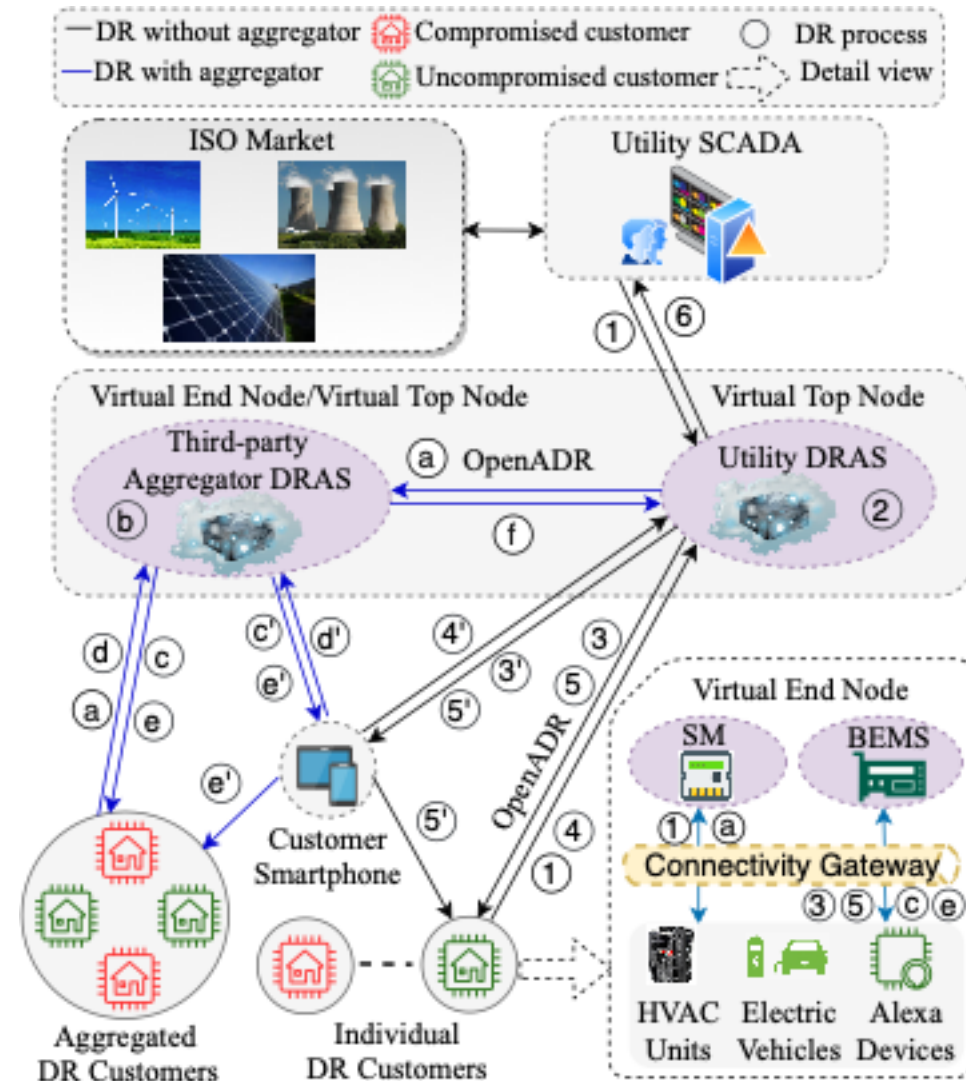 DR without aggregator
Compromised customer
DR process
DR with aggregator
Uncompromised customer
Detail view
ISO Market
Utility SCADA
1
6
Virtual End Node/Virtual Top Node
Virtual Top Node
Third-party
Aggregator DRAS
b
a
OpenADR
f
Utility DRAS
2
d
c
a
e
c'
d'
e'
4'
3'
5'
3
5
OpenADR
4
1
e'
Customer
Smartphone
5'
Virtual End Node
SM
BEMS
1
a
Connectivity Gateway
3 5 c e
HVAC
Units
Electric
Vehicles
Alexa
Devices
Aggregated
DR Customers
Individual
DR Customers